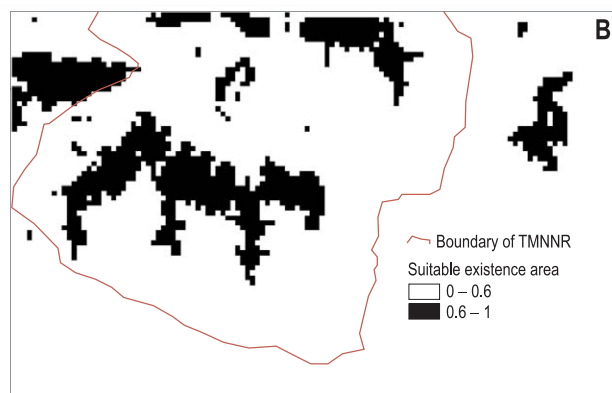 B
Boundary of TMNNR
Suitable existence area
0 – 0.6
0.6 – 1